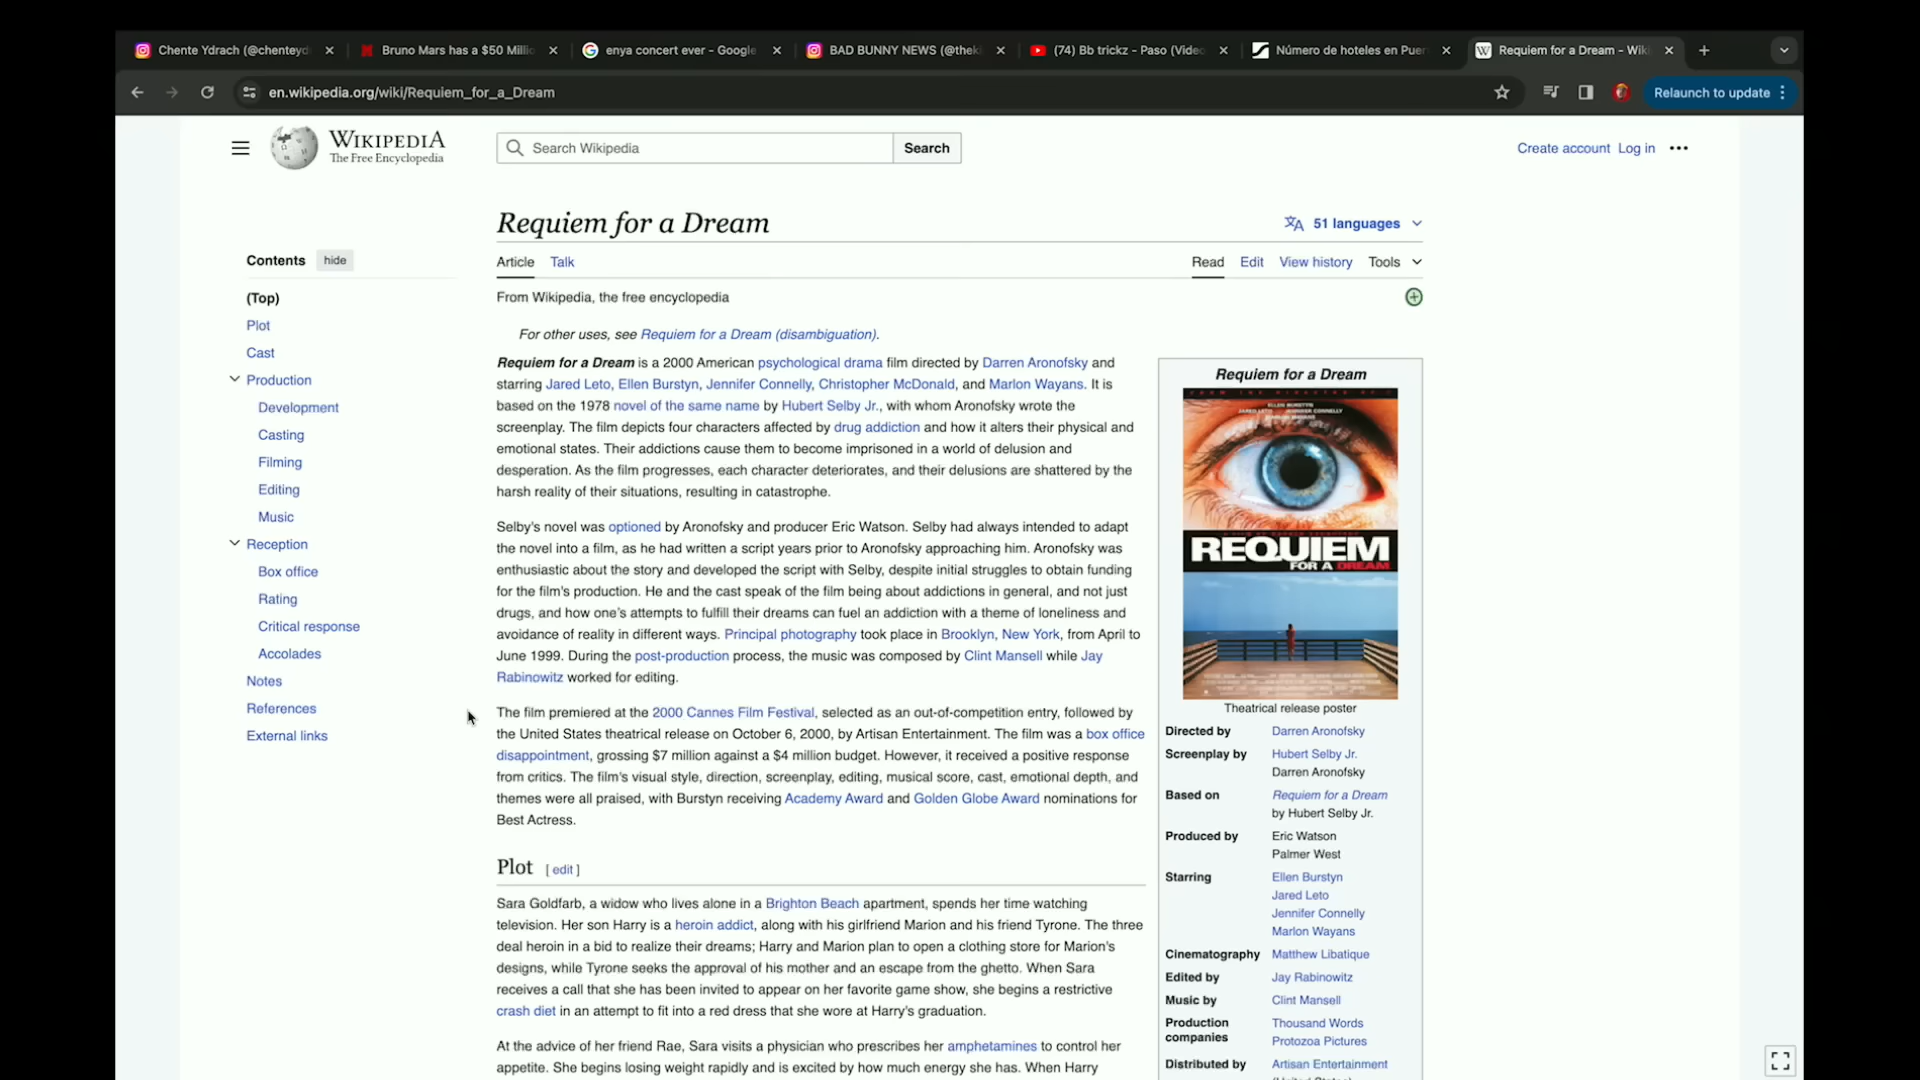 Chente Ydrach (@chenteyd
Bruno Mars has a $50 Millic
enya concert ever - Google
BAD BUNNY NEWS (@thek
(74) Bb trickz - Paso (Video
Número de hoteles en Puer
Requiem for a Dream - Wiki
en.wikipedia.org/wiki/Requiem_for_a_Dream
Relaunch to update
WIKIPEDIA
The Free Encyclopedia
Search Wikipedia
Search
Create account Log in
Requiem for a Dream
51 languages
Contents hide
Article Talk
Read Edit View history Tools
(Top)
From Wikipedia, the free encyclopedia
Plot
Cast
Production
Development
Casting
Filming
Editing
Music
Reception
Box office
Rating
Critical response
Accolades
Notes
References
External links
For other uses, see Requiem for a Dream (disambiguation).
Requiem for a Dream is a 2000 American psychological drama film directed by Darren Aronofsky and
starring Jared Leto, Ellen Burstyn, Jennifer Connelly, Christopher McDonald, and Marlon Wayans. It is
based on the 1978 novel of the same name by Hubert Selby Jr., with whom Aronofsky wrote the
screenplay. The film depicts four characters affected by drug addiction and how it alters their physical and
emotional states. Their addictions cause them to become imprisoned in a world of delusion and
desperation. As the film progresses, each character deteriorates, and their delusions are shattered by the
harsh reality of their situations, resulting in catastrophe.
Selby's novel was optioned by Aronofsky and producer Eric Watson. Selby had always intended to adapt
the novel into a film, as he had written a script years prior to Aronofsky approaching him. Aronofsky was
enthusiastic about the story and developed the script with Selby, despite initial struggles to obtain funding
for the film's production. He and the cast speak of the film being about addictions in general, and not just
drugs, and how one's attempts to fulfill their dreams can fuel an addiction with a theme of loneliness and
avoidance of reality in different ways. Principal photography took place in Brooklyn, New York, from April to
June 1999. During the post-production process, the music was composed by Clint Mansell while Jay
Rabinowitz worked for editing.
The film premiered at the 2000 Cannes Film Festival, selected as an out-of-competition entry, followed by
the United States theatrical release on October 6, 2000, by Artisan Entertainment. The film was a box office
disappointment, grossing $7 million against a $4 million budget. However, it received a positive response
from critics. The film's visual style, direction, screenplay, editing, musical score, cast, emotional depth, and
themes were all praised, with Burstyn receiving Academy Award and Golden Globe Award nominations for
Best Actress.
Plot [ edit ]
Sara Goldfarb, a widow who lives alone in a Brighton Beach apartment, spends her time watching
television. Her son Harry is a heroin addict, along with his girlfriend Marion and his friend Tyrone. The three
deal heroin in a bid to realize their dreams; Harry and Marion plan to open a clothing store for Marion's
designs, while Tyrone seeks the approval of his mother and an escape from the ghetto. When Sara
receives a call that she has been invited to appear on her favorite game show, she begins a restrictive
crash diet in an attempt to fit into a red dress that she wore at Harry's graduation.
At the advice of her friend Rae, Sara visits a physician who prescribes her amphetamines to control her
appetite. She begins losing weight rapidly and is excited by how much energy she has. When Harry
Requiem for a Dream
ELLEN BURSTYN
JARED LETO JENNIFER CONNELLY
REQUIEM
FOR A DREAM
Theatrical release poster
Directed by Darren Aronofsky
Screenplay by Hubert Selby Jr.
Darren Aronofsky
Based on Requiem for a Dream
by Hubert Selby Jr.
Produced by Eric Watson
Palmer West
Starring Ellen Burstyn
Jared Leto
Jennifer Connelly
Marlon Wayans
Cinematography Matthew Libatique
Edited by Jay Rabinowitz
Music by Clint Mansell
Production Thousand Words
companies Protozoa Pictures
Distributed by Artisan Entertainment